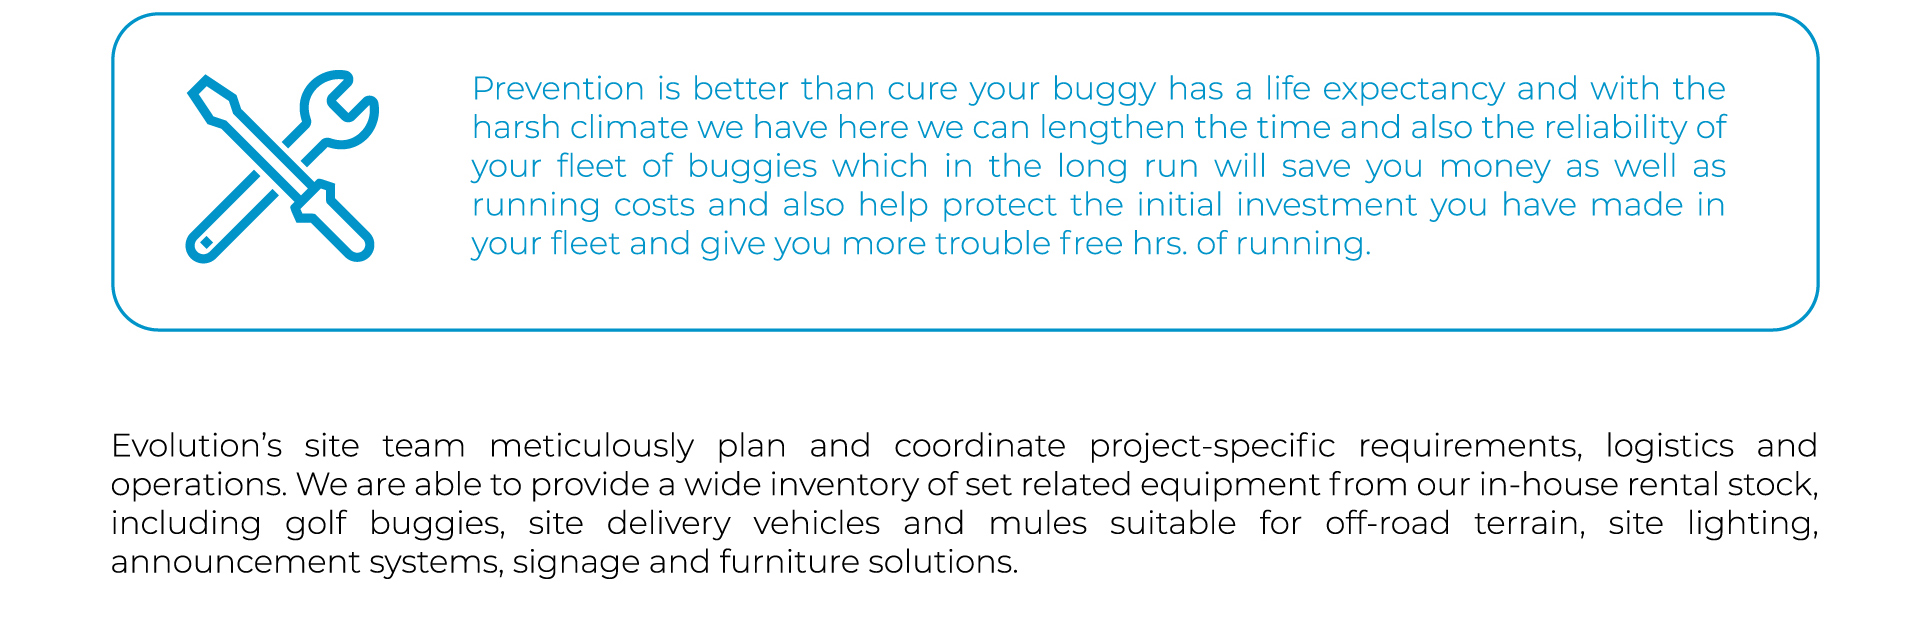 Prevention is better than cure your buggy has a life expectancy and with the
harsh climate we have here we can lengthen the time and also the reliability of
your fleet of buggies which in the long run will save you money as well as
running costs and also help protect the initial investment you have made in
your fleet and give you more trouble free hrs. of running.
Evolution’s site team meticulously plan and coordinate project-specific requirements, logistics and
operations. We are able to provide a wide inventory of set related equipment from our in-house rental stock,
including golf buggies, site delivery vehicles and mules suitable for off-road terrain, site lighting,
announcement systems, signage and furniture solutions.